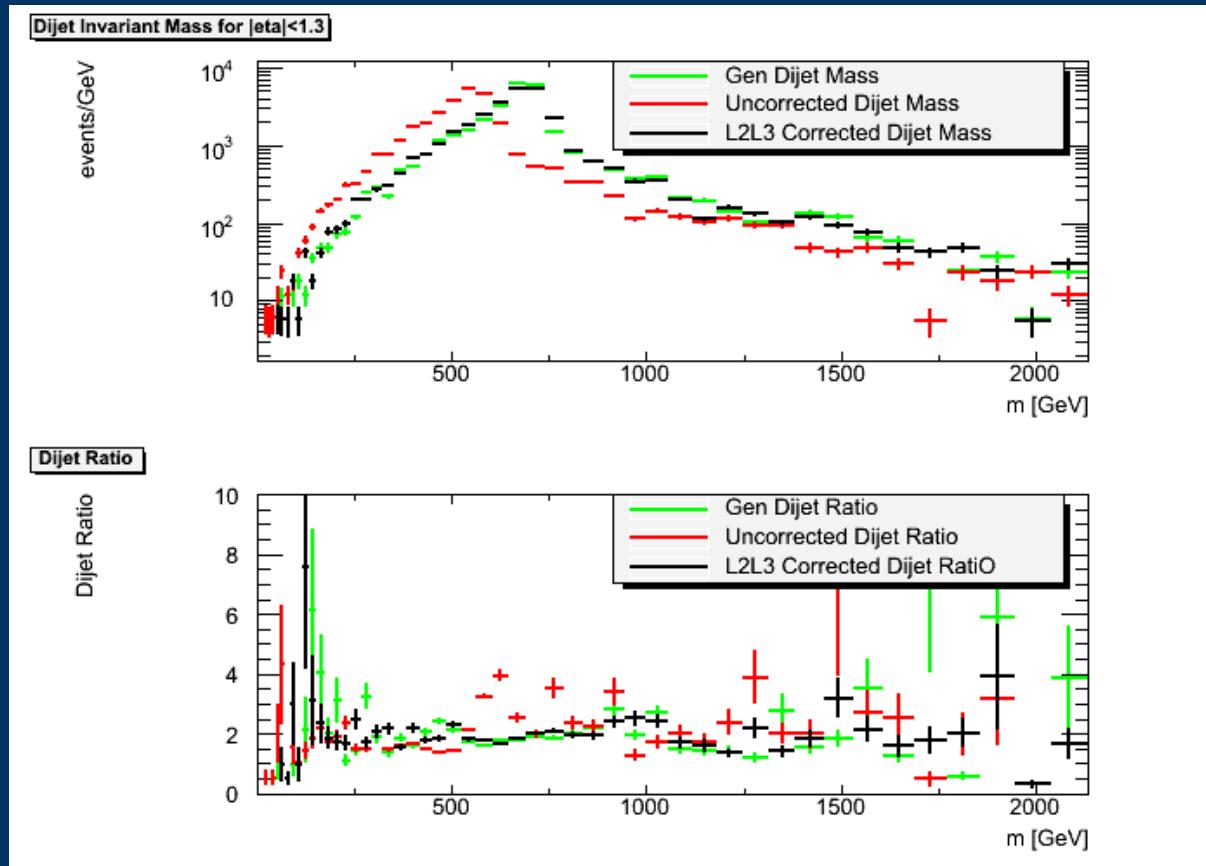 Dijet Invariant Mass for |eta|<1.3
events/GeV
10^4
10^3
10^2
10
Gen Dijet Mass
Uncorrected Dijet Mass
L2L3 Corrected Dijet Mass
500
1000
1500
2000
m [GeV]
Dijet Ratio
Dijet Ratio
10
8
6
4
2
0
Gen Dijet Ratio
Uncorrected Dijet Ratio
L2L3 Corrected Dijet RatiO
500
1000
1500
2000
m [GeV]